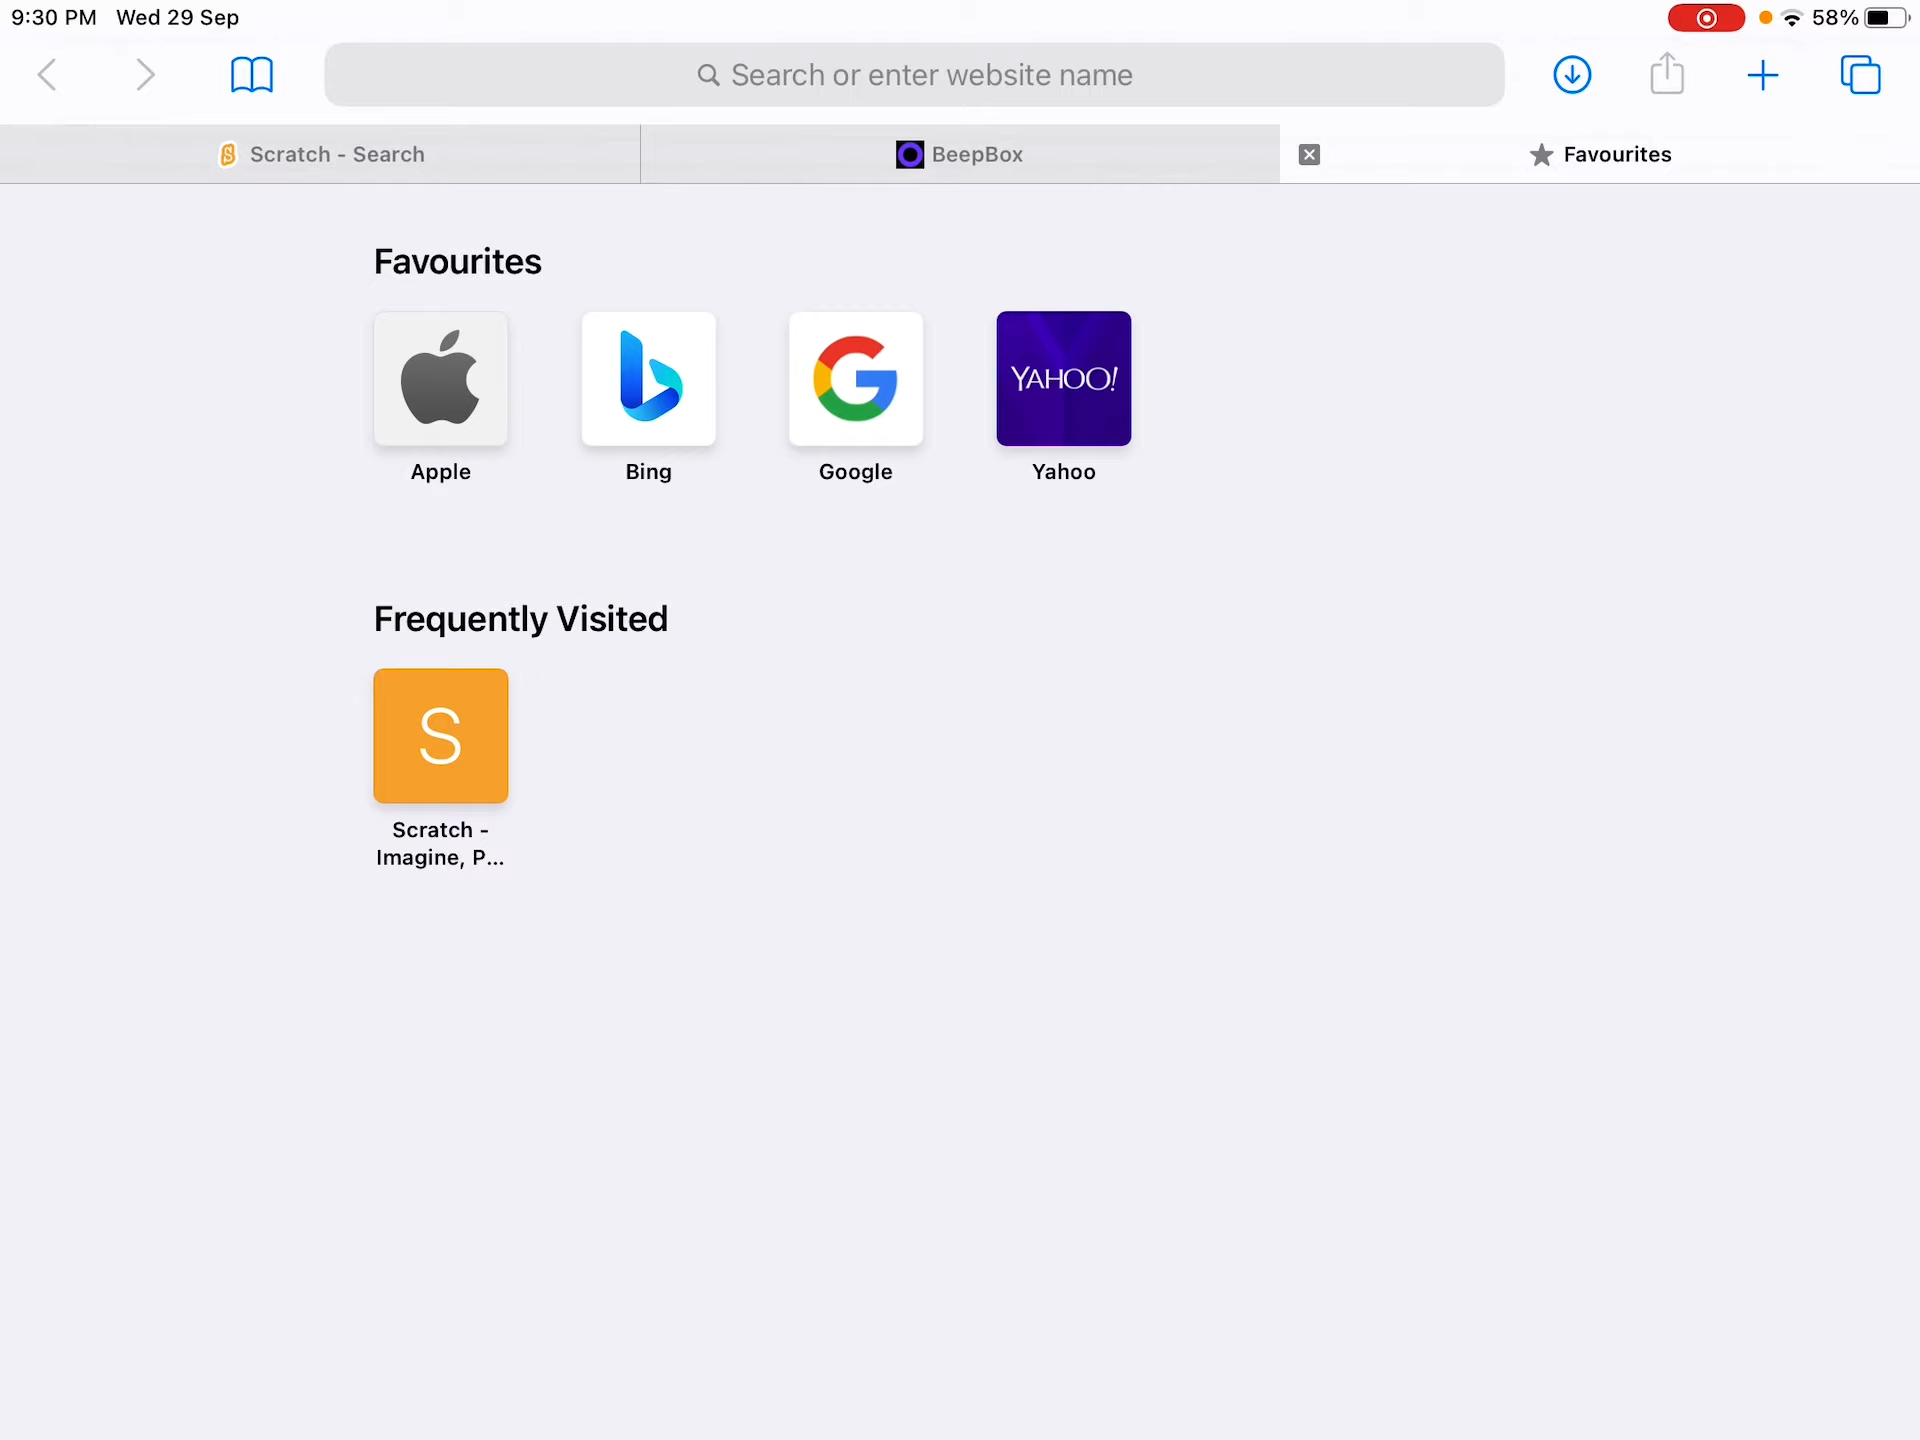 9:30 PM Wed 29 Sep
58%
Search or enter website name
Scratch - Search
BeepBox
Favourites
Favourites
YAHOO!
Apple
Bing
Google
Yahoo
Frequently Visited
S
Scratch -
Imagine, P...